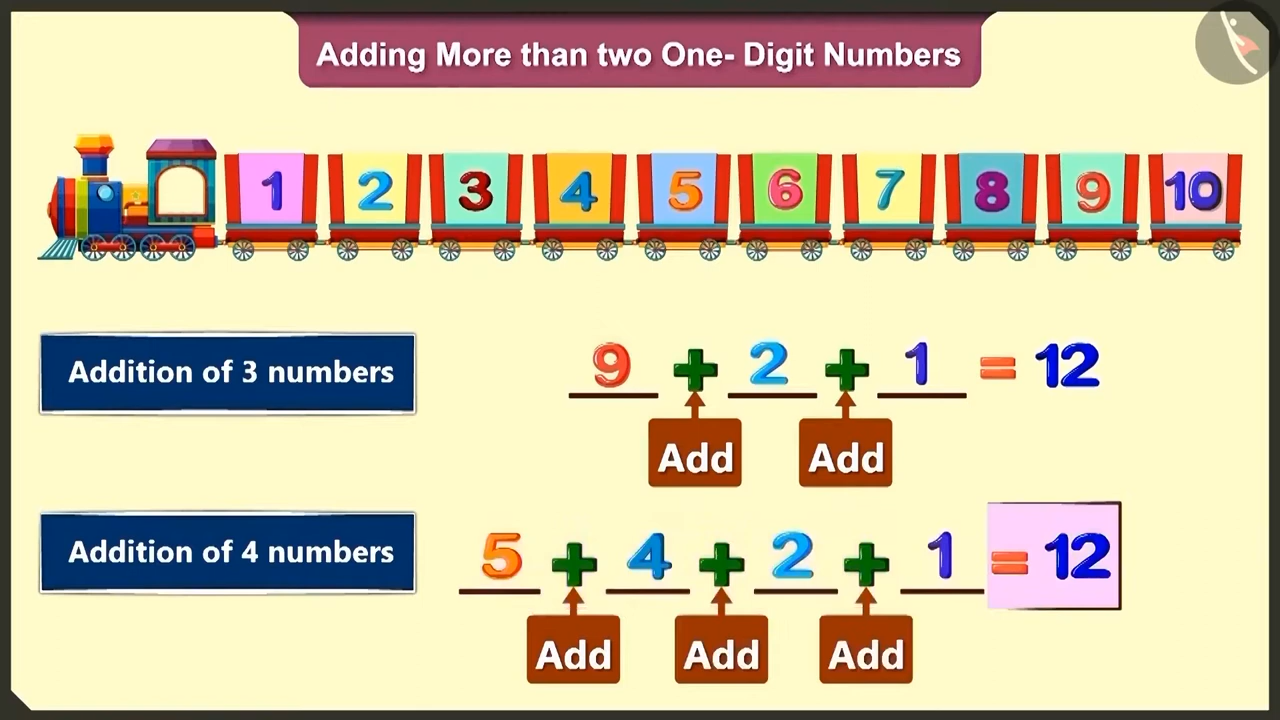 Adding More than two One- Digit Numbers
1 2 3 4 5 6 7 8 9 10
Addition of 3 numbers
9 + 2 + 1 = 12
Add Add
Addition of 4 numbers
5 + 4 + 2 + 1 = 12
Add Add Add